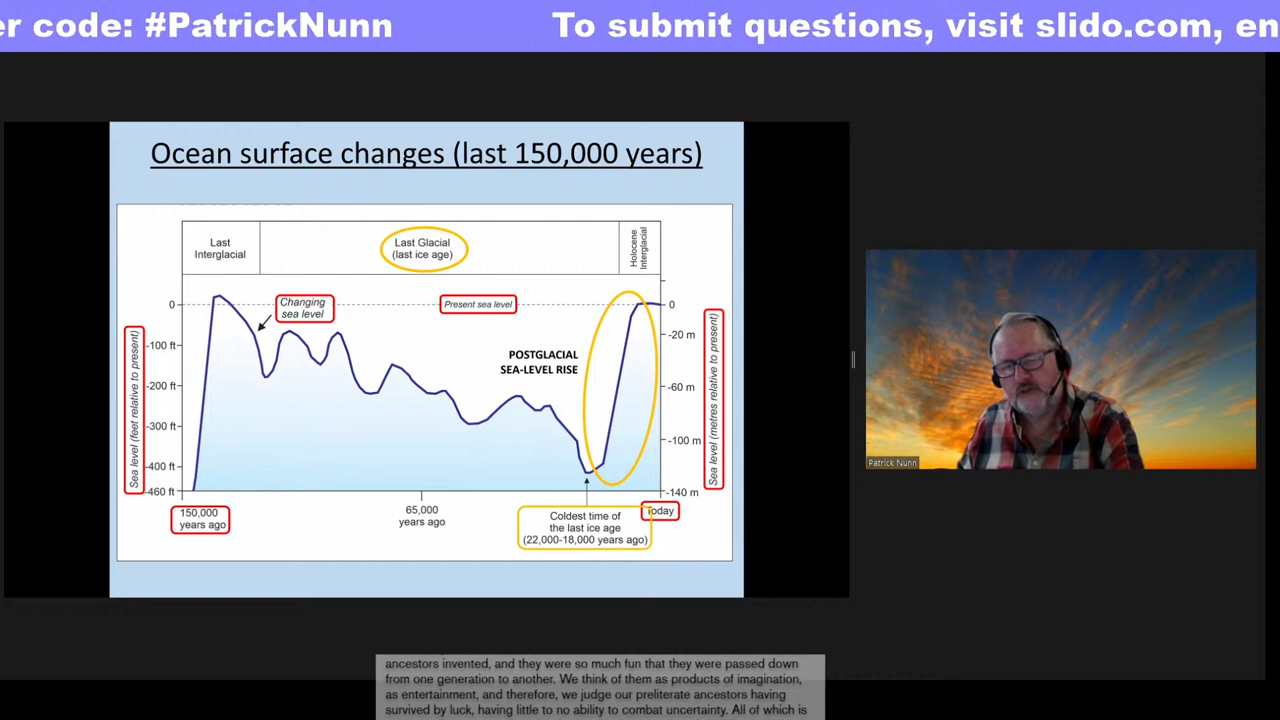 er code: #PatrickNunn To submit questions, visit slido.com, en
Ocean surface changes (last 150,000 years)
Last
Interglacial
Last Glacial
(last ice age)
Holocene
Interglacial
Changing
sea level
Present sea level
POSTGLACIAL
SEA-LEVEL RISE
Sea level (feet relative to present)
0
-100 ft
-200 ft
-300 ft
-400 ft
-460 ft
0
-20 m
-60 m
-100 m
-140 m
Sea level (metres relative to present)
150,000
years ago
65,000
years ago
Coldest time of
the last ice age
(22,000-18,000 years ago)
Today
Patrick Nunn
ancestors invented, and they were so much fun that they were passed down
from one generation to another. We think of them as products of imagination,
as entertainment, and therefore, we judge our preliterate ancestors having
survived by luck, having little to no ability to combat uncertainty. All of which is